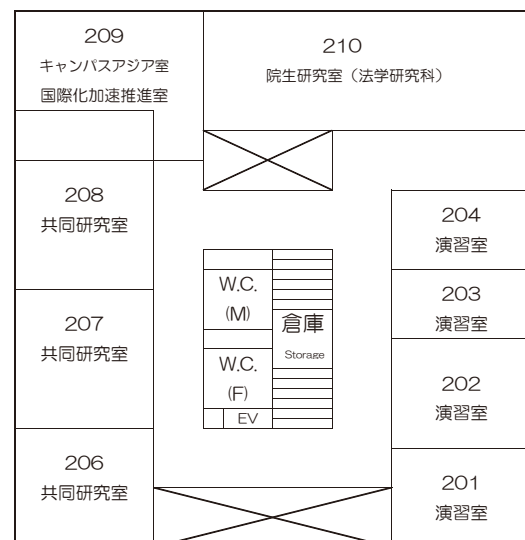 209
キャンパスアジア室
国際化加速推進室
210
院生研究室（法学研究科）
208
共同研究室
204
演習室
W.C.
(M)
倉庫
Storage
203
演習室
207
共同研究室
W.C.
(F)
EV
202
演習室
206
共同研究室
201
演習室